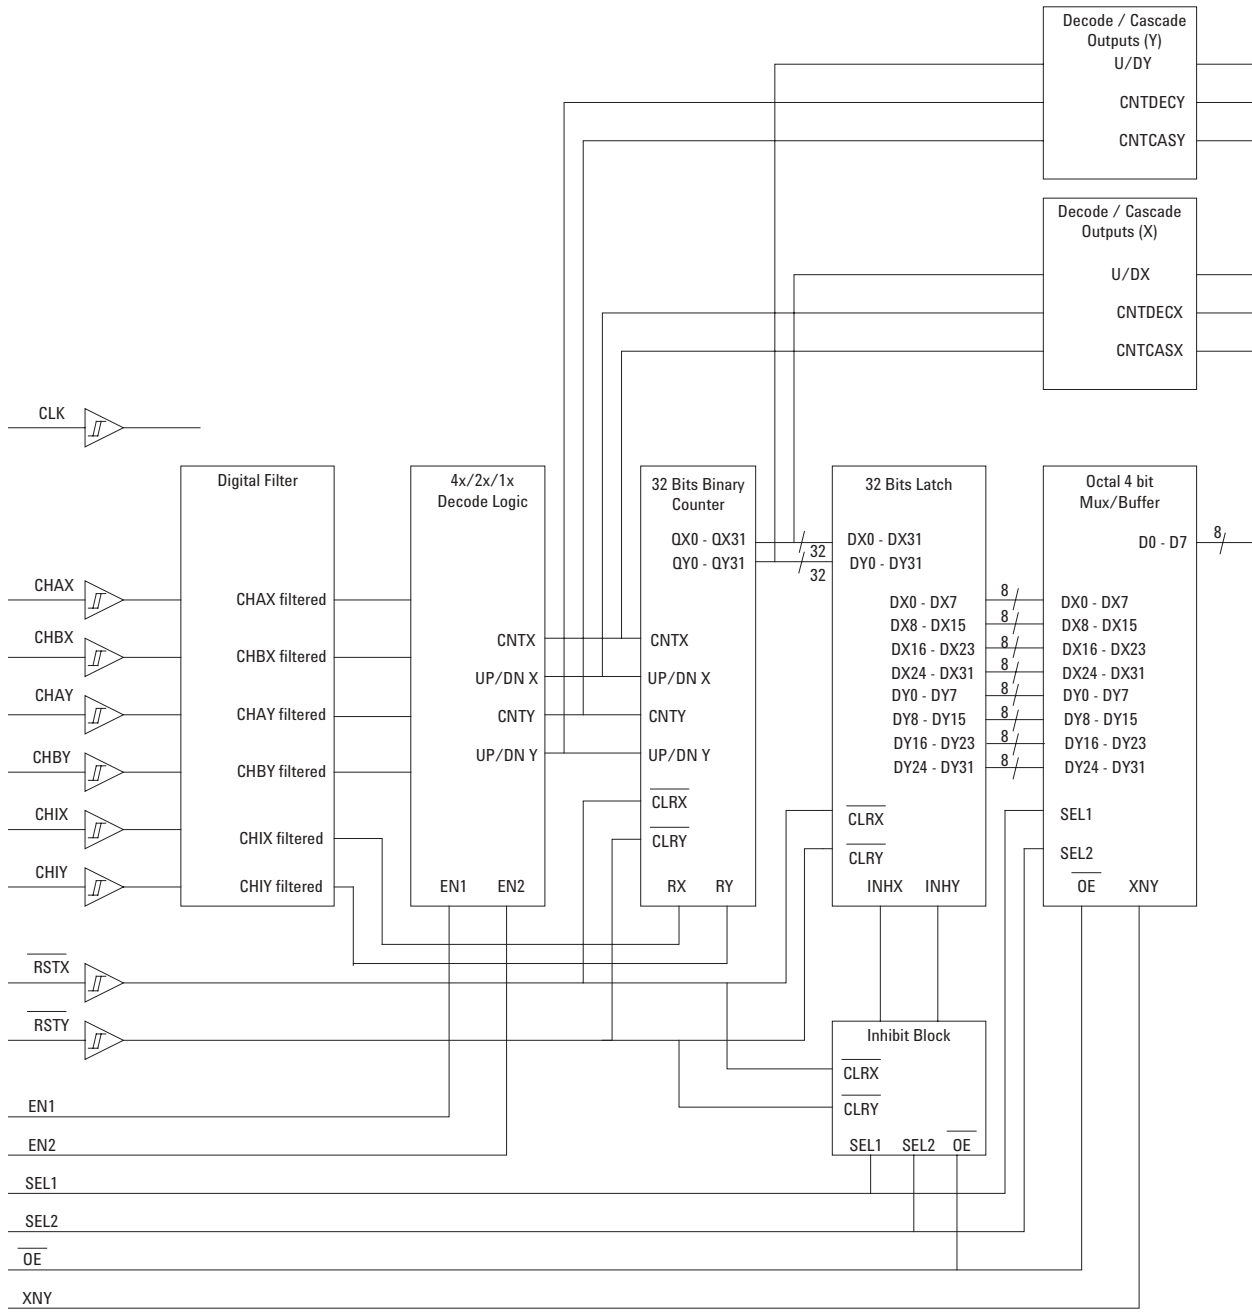 Decode / Cascade
Outputs (Y)
U/DY
CNTDECY
CNTCASY
Decode / Cascade
Outputs (X)
U/DX
CNTDECX
CNTCASX
CLK
Digital Filter
CHAX filtered
CHBX filtered
CHAY filtered
CHBY filtered
CHIX filtered
CHIY filtered
4x/2x/1x
Decode Logic
CNTX
UP/DN X
CNTY
UP/DN Y
EN1 EN2
32 Bits Binary
Counter
QX0 - QX31
QY0 - QY31
CNTX
UP/DN X
CNTY
UP/DN Y
CLRX
CLRY
RX RY
32
32
32 Bits Latch
DX0 - DX31
DY0 - DY31
DX0 - DX7
DX8 - DX15
DX16 - DX23
DX24 - DX31
DY0 - DY7
DY8 - DY15
DY16 - DY23
DY24 - DY31
CLRX
CLRY
INHX INHY
8
8
8
8
8
8
8
8
Octal 4 bit
Mux/Buffer
D0 - D7
8
DX0 - DX7
DX8 - DX15
DX16 - DX23
DX24 - DX31
DY0 - DY7
DY8 - DY15
DY16 - DY23
DY24 - DY31
SEL1
SEL2
OE XNY
CHAX
CHBX
CHAY
CHBY
CHIX
CHIY
RSTX
RSTY
Inhibit Block
CLRX
CLRY
SEL1 SEL2 OE
EN1
EN2
SEL1
SEL2
OE
XNY